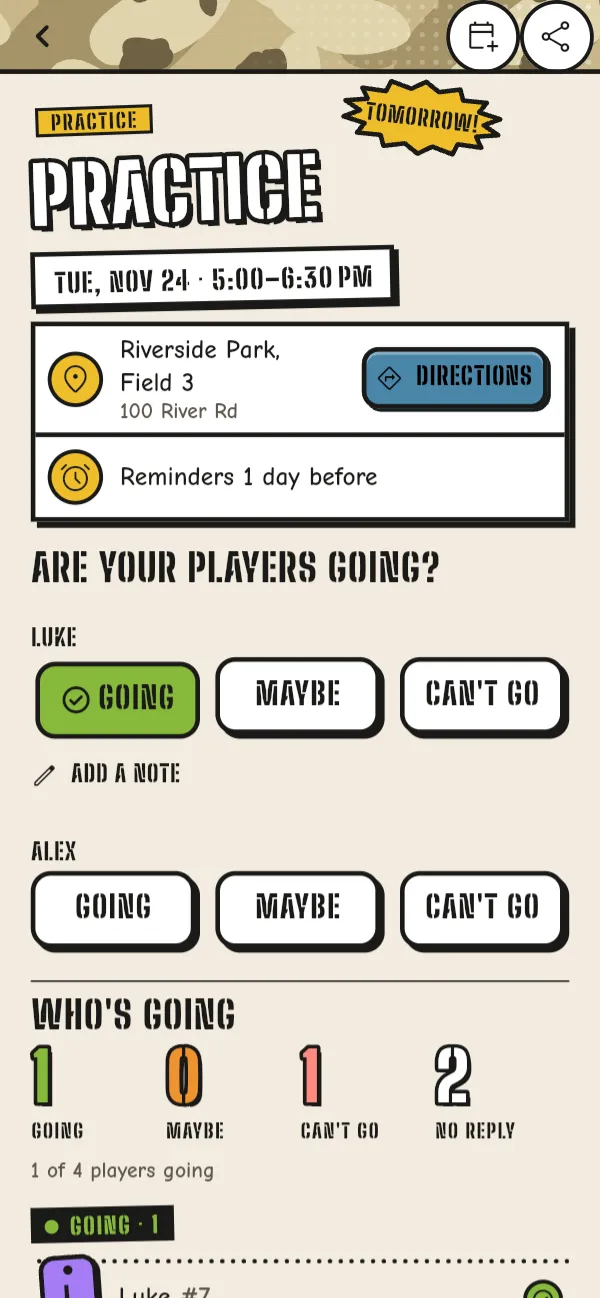 PRACTICE
TOMORROW!
PRACTICE
TUE, NOV 24 · 5:00–6:30 PM
Riverside Park,
Field 3
100 River Rd
DIRECTIONS
Reminders 1 day before
ARE YOUR PLAYERS GOING?
LUKE
GOING
MAYBE
CAN'T GO
ADD A NOTE
ALEX
GOING
MAYBE
CAN'T GO
WHO'S GOING
1
0
1
2
GOING
MAYBE
CAN'T GO
NO REPLY
1 of 4 players going
GOING · 1
Luke #7